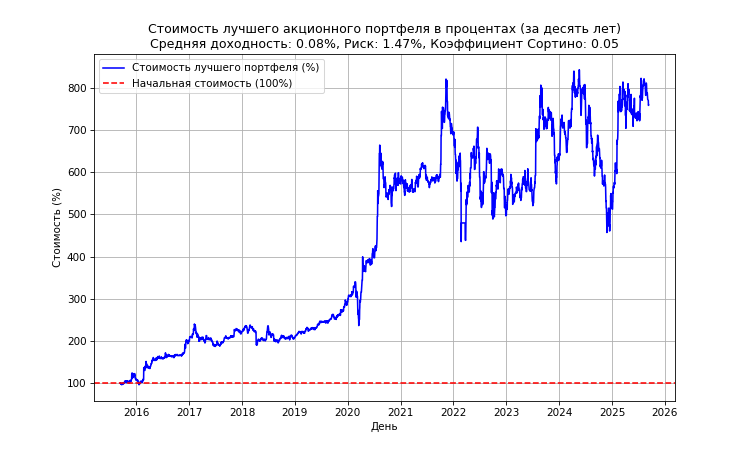 Стоимость лучшего акционного портфеля в процентах (за десять лет)
Средняя доходность: 0.08%, Риск: 1.47%, Коэффициент Сортино: 0.05
Стоимость лучшего портфеля (%)
Начальная стоимость (100%)
Стоимость (%)
800
700
600
500
400
300
200
100
2016 2017 2018 2019 2020 2021 2022 2023 2024 2025 2026
День